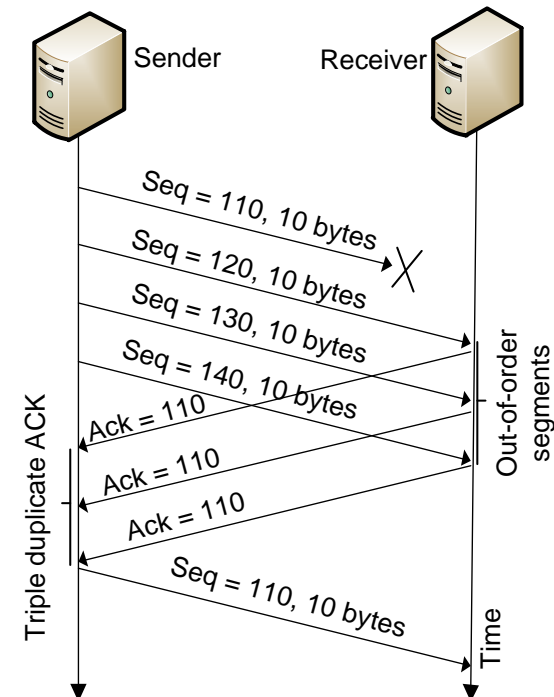 Sender
Receiver
Seq = 110, 10 bytes
Seq = 120, 10 bytes
Seq = 130, 10 bytes
Seq = 140, 10 bytes
Ack = 110
Ack = 110
Ack = 110
Seq = 110, 10 bytes
Triple duplicate ACK
Out-of-order
segments
Time